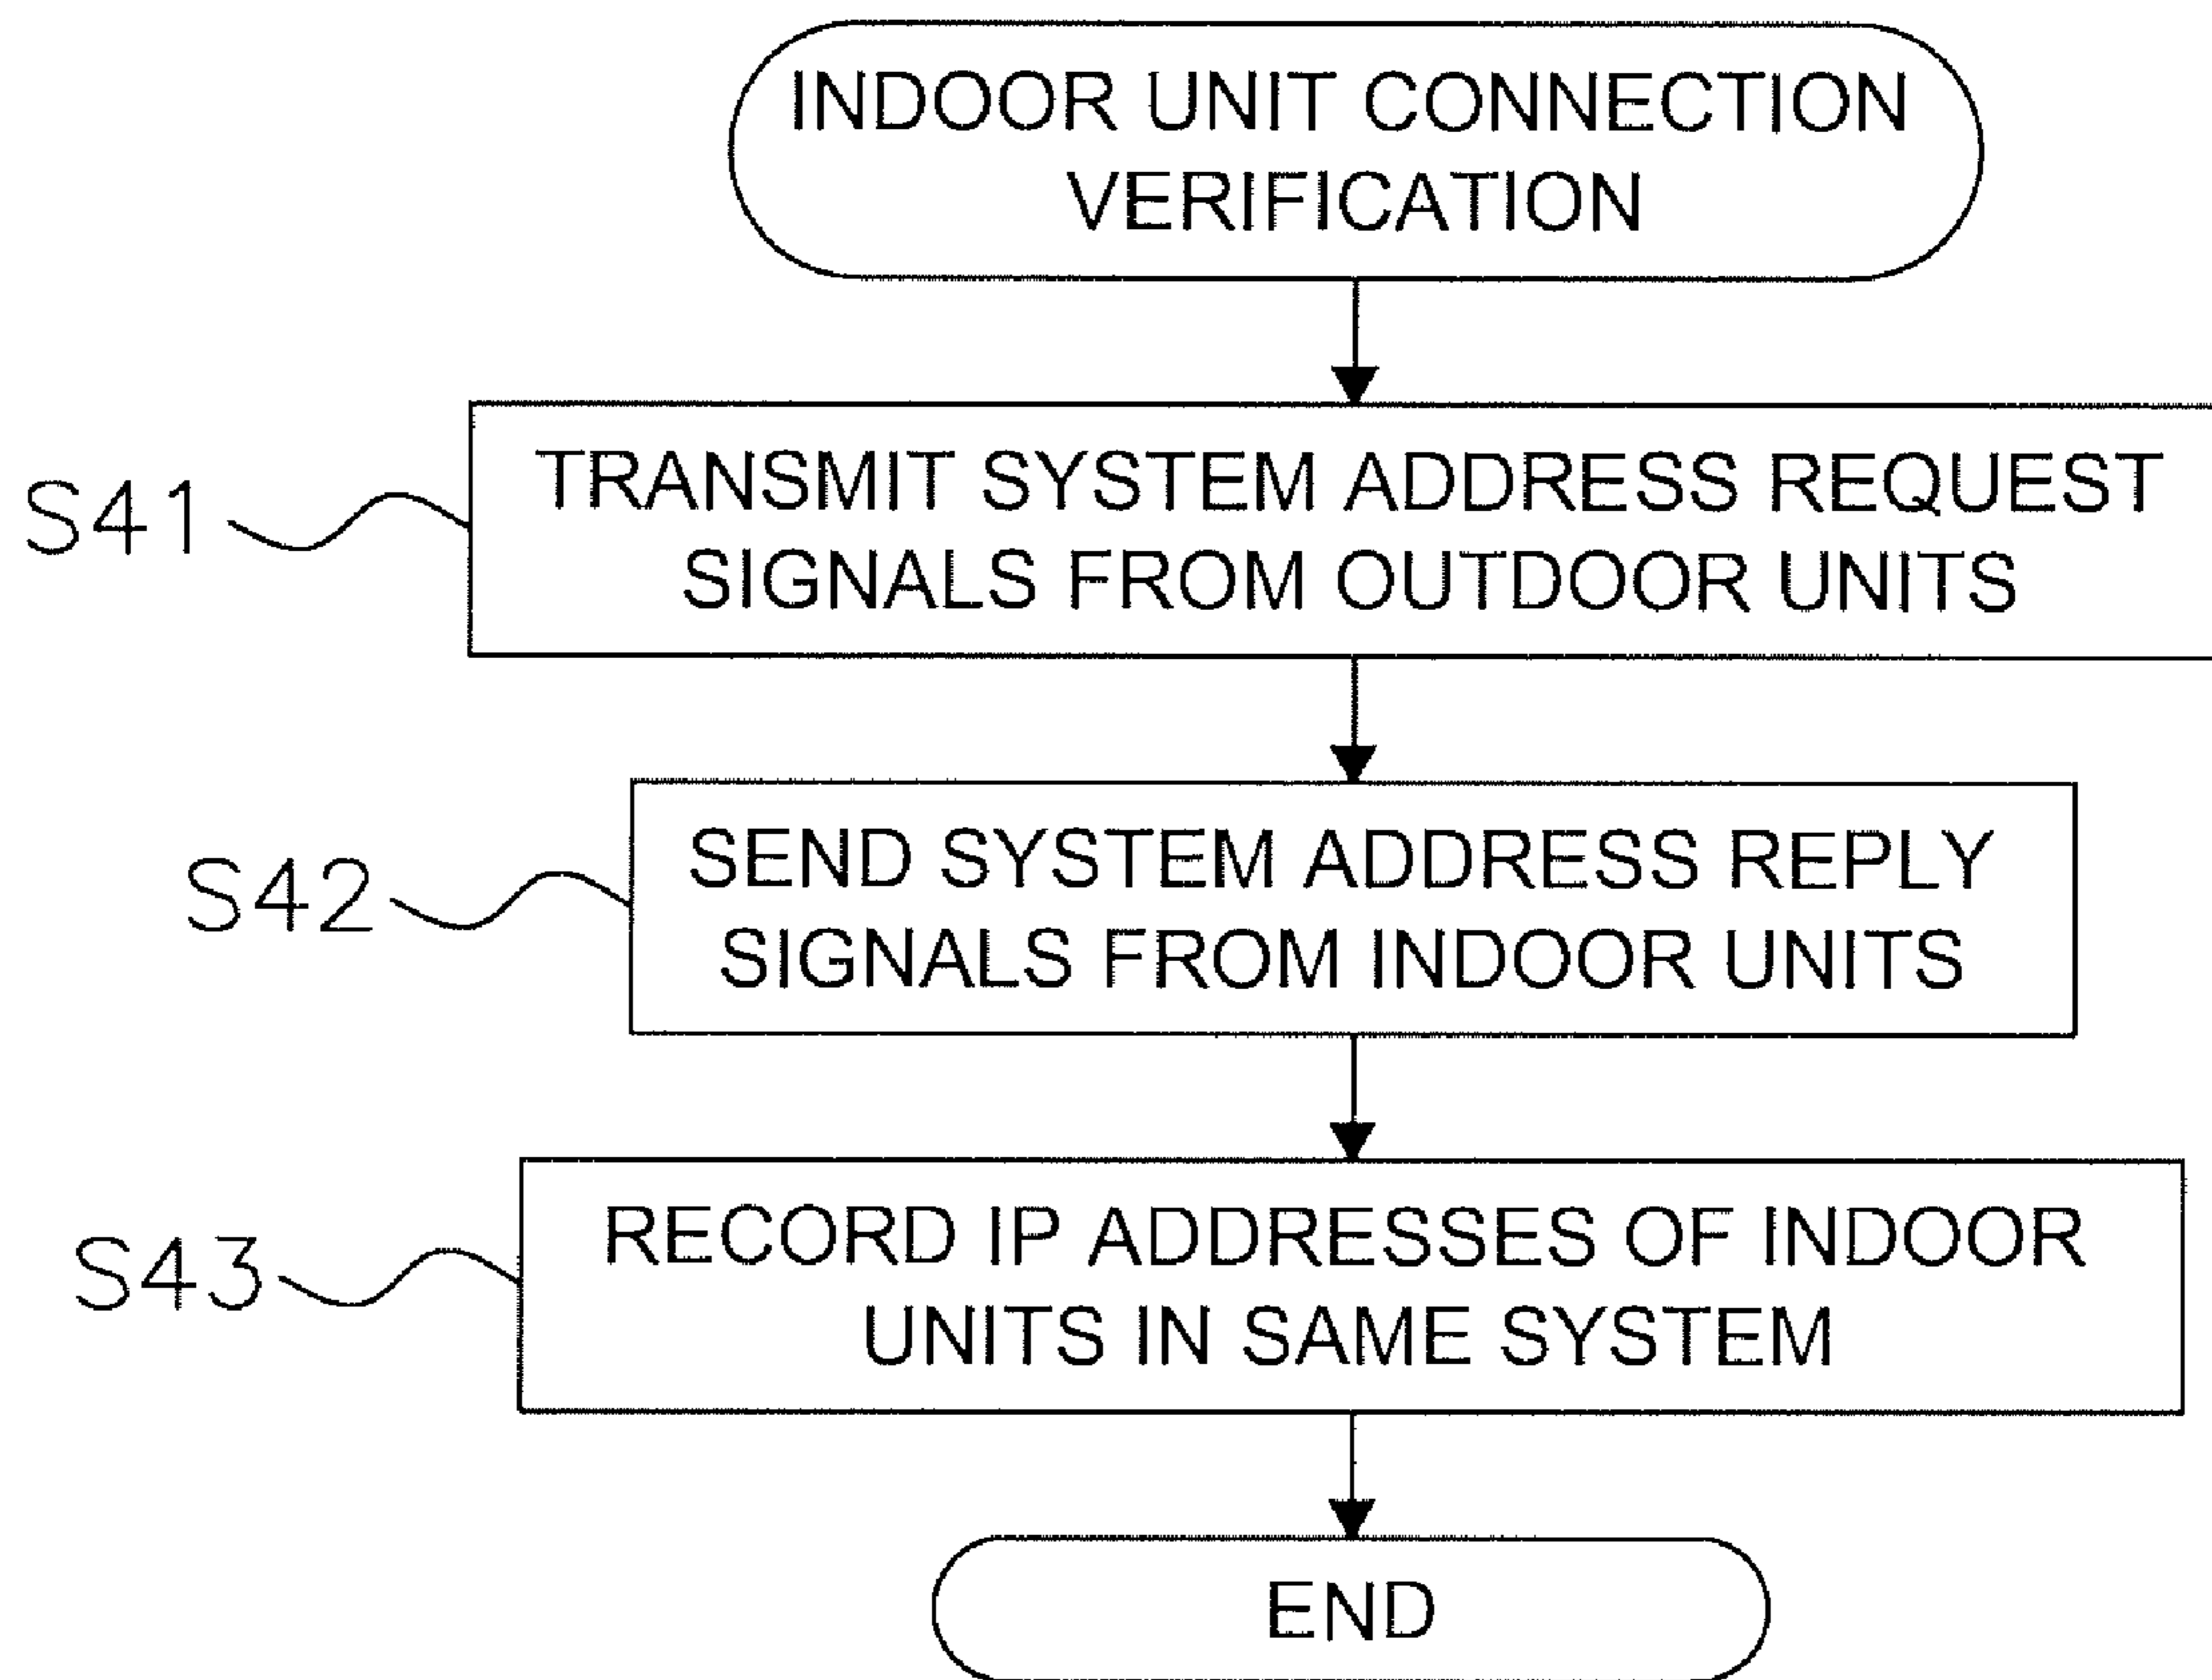 INDOOR UNIT CONNECTION
VERIFICATION
S41
TRANSMIT SYSTEM ADDRESS REQUEST
SIGNALS FROM OUTDOOR UNITS
S42
SEND SYSTEM ADDRESS REPLY
SIGNALS FROM INDOOR UNITS
S43
RECORD IP ADDRESSES OF INDOOR
UNITS IN SAME SYSTEM
END